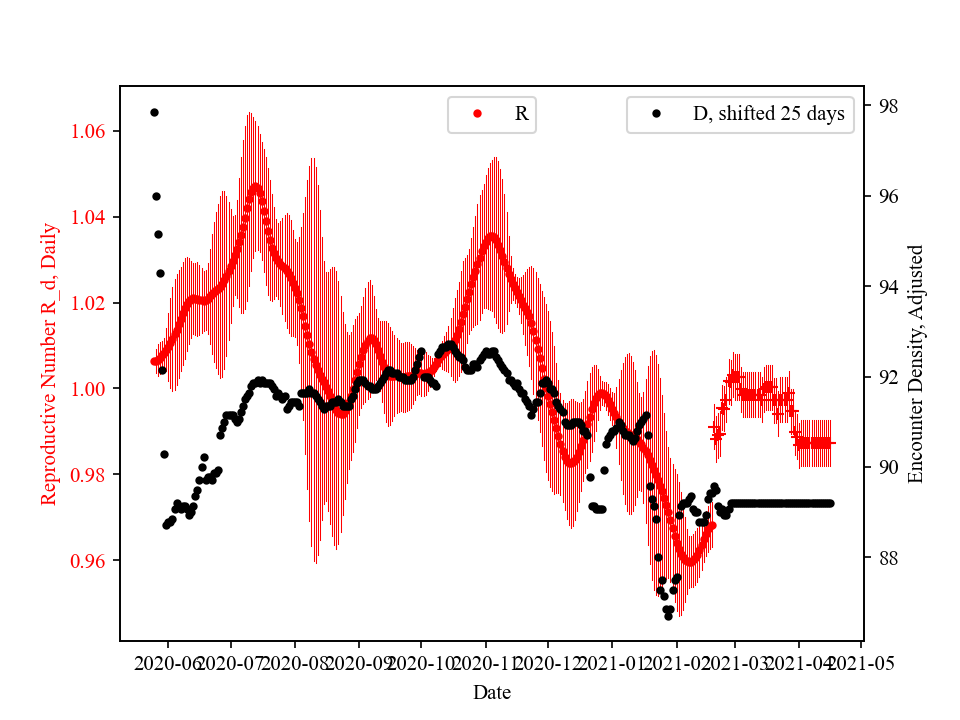 R
D, shifted 25 days
1.06
1.04
1.02
1.00
0.98
0.96
Reproductive Number R_d, Daily
98
96
94
92
90
88
Encounter Density, Adjusted
2020-06 2020-07 2020-08 2020-09 2020-10 2020-11 2020-12 2021-01 2021-02 2021-03 2021-04 2021-05
Date